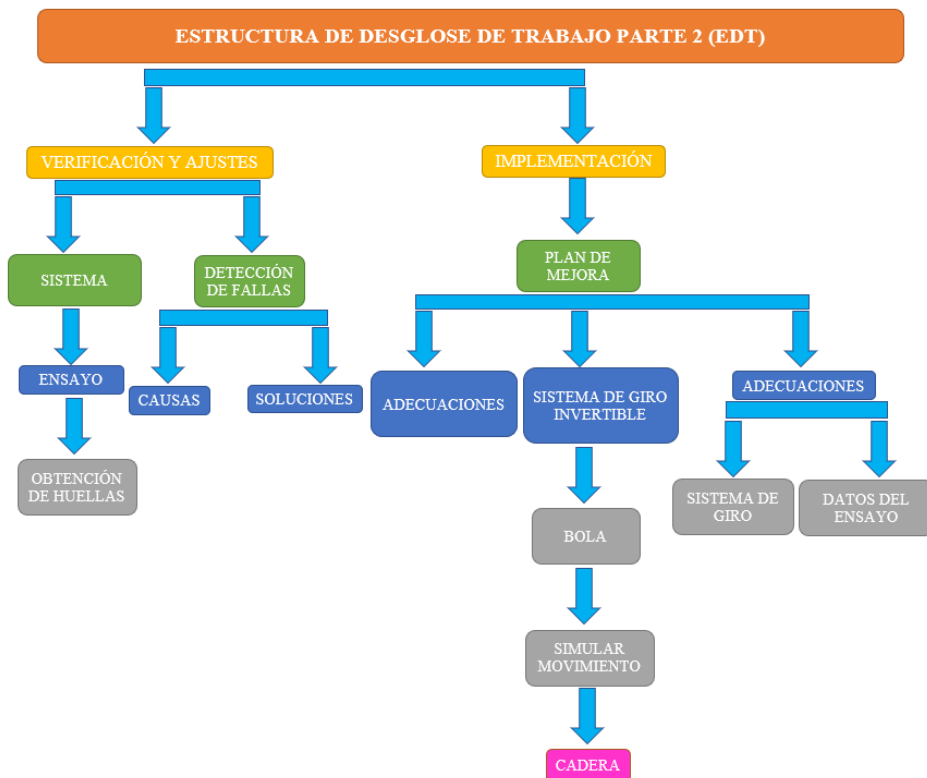 ESTRUCTURA DE DESGLOSE DE TRABAJO PARTE 2 (EDT)
VERIFICACIÓN Y AJUSTES
IMPLEMENTACIÓN
SISTEMA
DETECCIÓN
DE FALLAS
PLAN DE
MEJORA
ENSAYO
CAUSAS
SOLUCIONES
ADECUACIONES
SISTEMA DE GIRO
INVERTIBLE
ADECUACIONES
OBTENCIÓN
DE HUELLAS
BOLA
SISTEMA DE
GIRO
DATOS DEL
ENSAYO
SIMULAR
MOVIMIENTO
CADERA